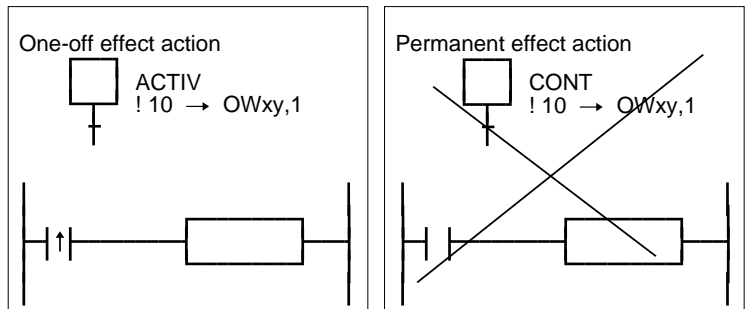 One-off effect action
ACTIV
! 10 → OWxy,1
Permanent effect action
CONT
! 10 → OWxy,1